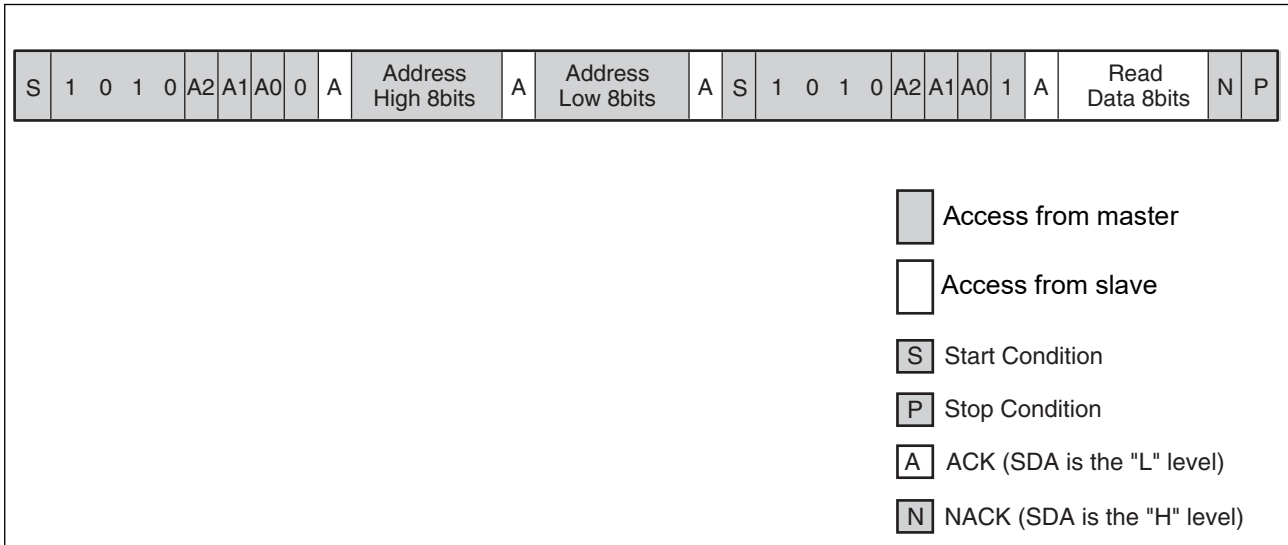 S 1 0 1 0 A2 A1 A0 0 A Address High 8bits A Address Low 8bits A S 1 0 1 0 A2 A1 A0 1 A Read Data 8bits N P
Access from master
Access from slave
S Start Condition
P Stop Condition
A ACK (SDA is the "L" level)
N NACK (SDA is the "H" level)